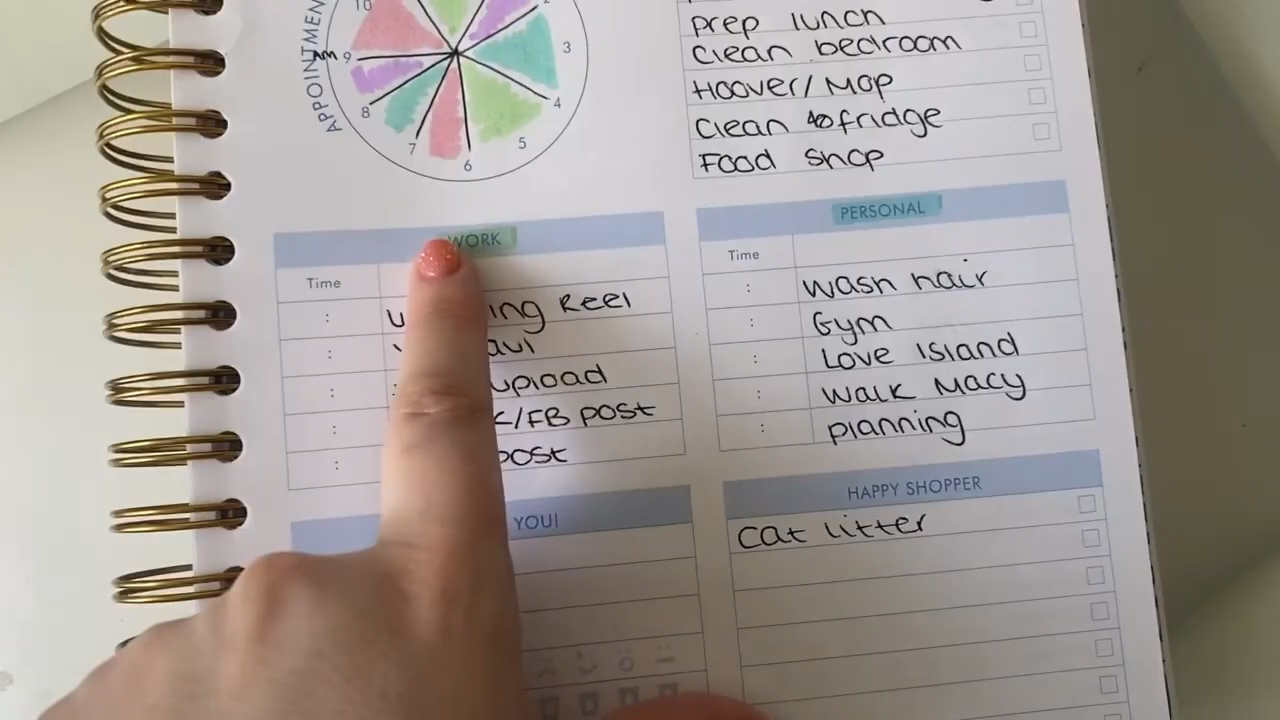 APPOINTMEN
10
2
9
3
8
4
7
5
6
am
prep lunch
clean bedroom
Hoover/ Mop
clean fridge
Food shop
WORK
Time
ing Reel
upload
/FB post
post
PERSONAL
Time
wash hair
Gym
Love Island
walk Macy
planning
YOU!
HAPPY SHOPPER
cat litter